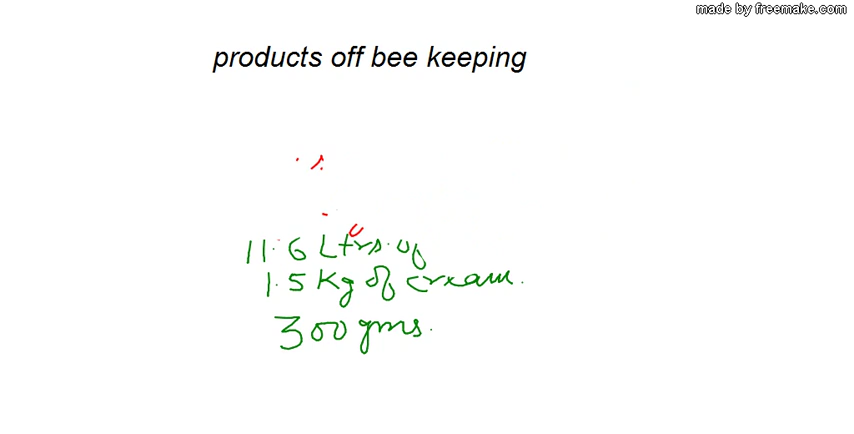 made by freemake.com
products off bee keeping
11.6 Ltrs. of
1.5 Kg of cream.
300 gms.